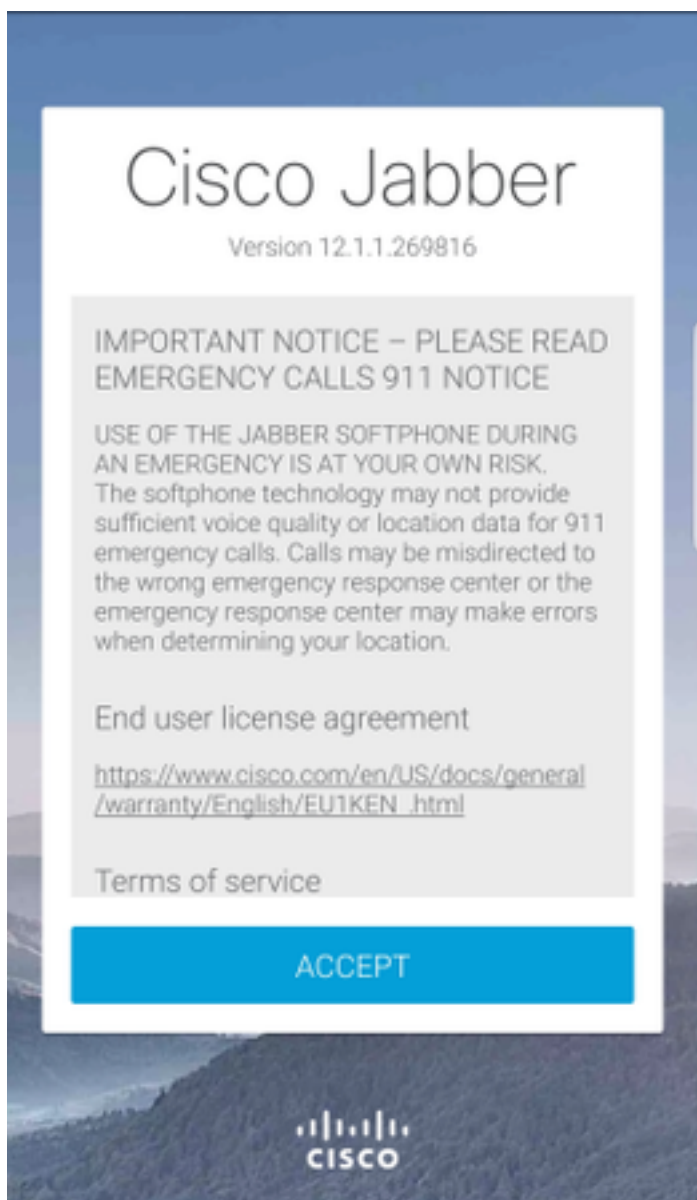 Cisco Jabber
Version 12.1.1.269816
IMPORTANT NOTICE – PLEASE READ
EMERGENCY CALLS 911 NOTICE
USE OF THE JABBER SOFTPHONE DURING
AN EMERGENCY IS AT YOUR OWN RISK.
The softphone technology may not provide
sufficient voice quality or location data for 911
emergency calls. Calls may be misdirected to
the wrong emergency response center or the
emergency response center may make errors
when determining your location.
End user license agreement
https://www.cisco.com/en/US/docs/general
/warranty/English/EU1KEN_.html
Terms of service
ACCEPT
CISCO